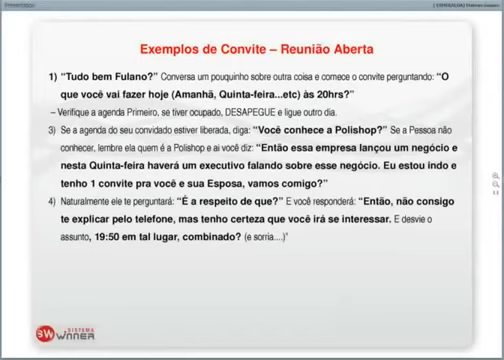 Exemplos de Convite – Reunião Aberta
1) “Tudo bem Fulano?” Conversa um pouquinho sobre outra coisa e comece o convite perguntando: “O
que você vai fazer hoje (Amanhã, Quinta-feira...etc) às 20hrs?”
– Verifique a agenda Primeiro, se tiver ocupado, DESAPEGUE e ligue outro dia.
3) Se a agenda do seu convidado estiver liberada, diga: “Você conhece a Polishop?” Se a Pessoa não
conhecer, lembre ela quem é a Polishop e ai você diz: “Então essa empresa lançou um negócio e
nesta Quinta-feira haverá um executivo falando sobre esse negócio. Eu estou indo e
tenho 1 convite pra você e sua Esposa, vamos comigo?”
4) Naturalmente ele te perguntará: “É a respeito de que?” E você responderá: “Então, não consigo
te explicar pelo telefone, mas tenho certeza que você irá se interessar. E desvie o
assunto, 19:50 em tal lugar, combinado? (e sorria....)”
SISTEMA
WINNER